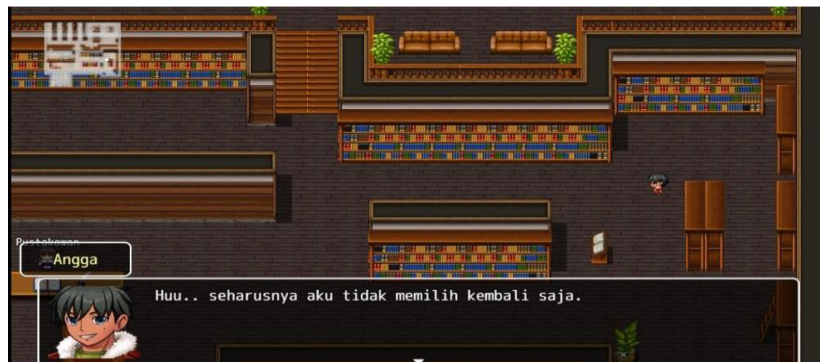 Pustakawan
Angga
Huu.. seharusnya aku tidak memilih kembali saja.